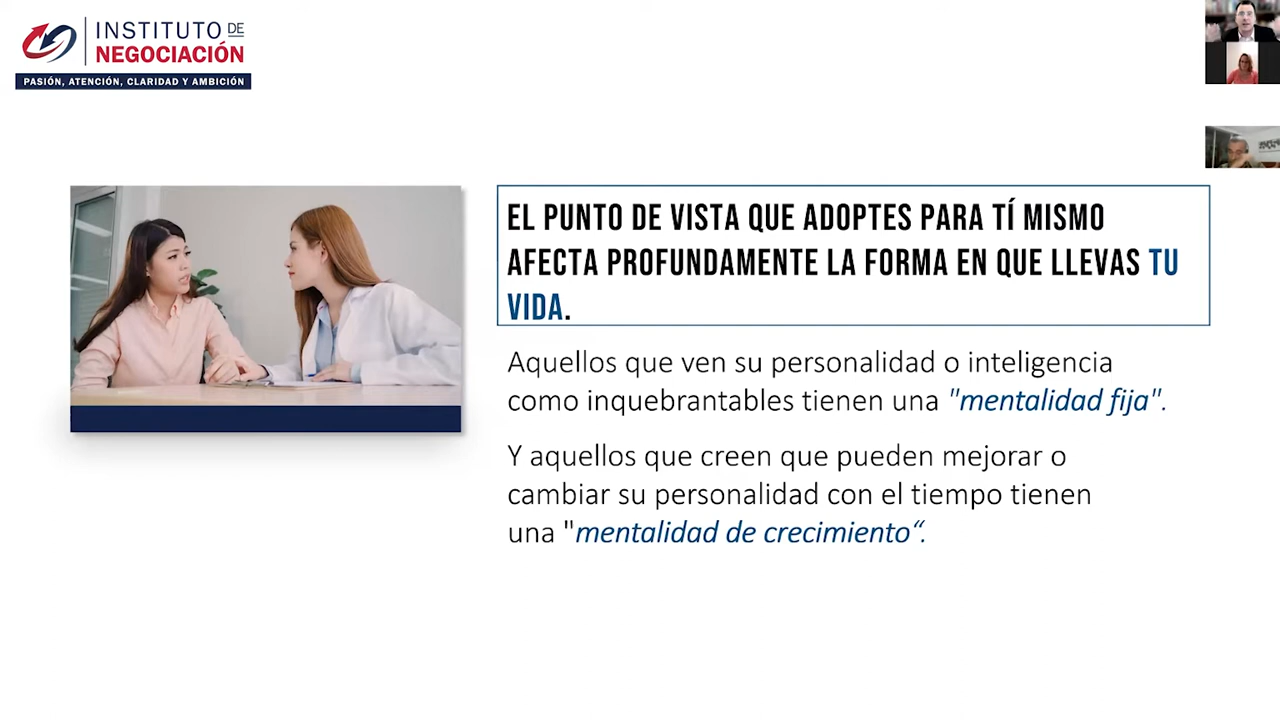 INSTITUTO DE
NEGOCIACIÓN
PASIÓN, ATENCIÓN, CLARIDAD Y AMBICIÓN
EL PUNTO DE VISTA QUE ADOPTES PARA TÍ MISMO
AFECTA PROFUNDAMENTE LA FORMA EN QUE LLEVAS TU
VIDA.
Aquellos que ven su personalidad o inteligencia
como inquebrantables tienen una "mentalidad fija".
Y aquellos que creen que pueden mejorar o
cambiar su personalidad con el tiempo tienen
una "mentalidad de crecimiento“.